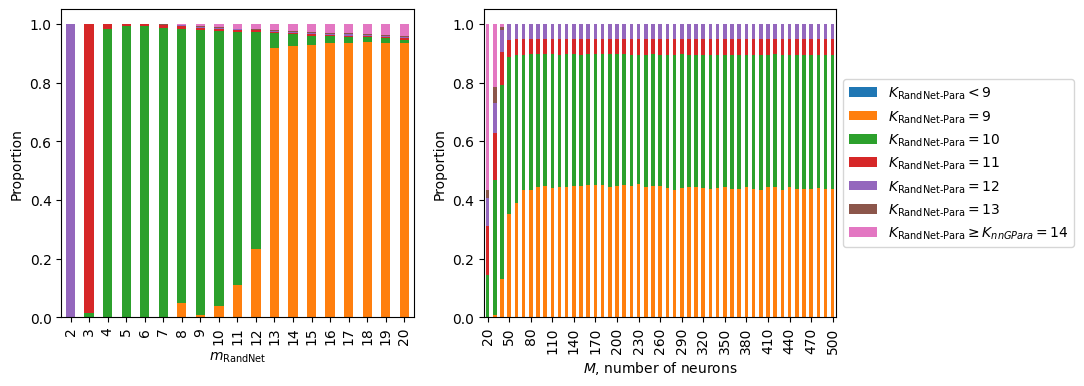 1.0
0.8
0.6
0.4
0.2
0.0
Proportion
2 3 4 5 6 7 8 9 10 11 12 13 14 15 16 17 18 19 20
m_RandNet
1.0
0.8
0.6
0.4
0.2
0.0
Proportion
20 50 80 110 140 170 200 230 260 290 320 350 380 410 440 470 500
M, number of neurons
K_RandNet-Para < 9
K_RandNet-Para = 9
K_RandNet-Para = 10
K_RandNet-Para = 11
K_RandNet-Para = 12
K_RandNet-Para = 13
K_RandNet-Para ≥ K_nnGPara = 14